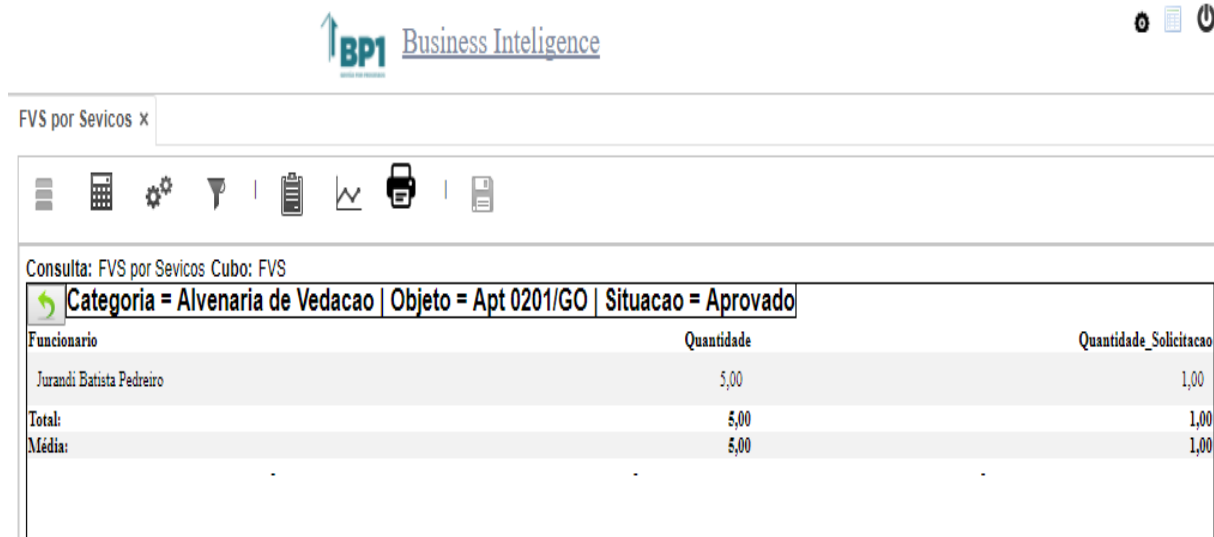 BP1 Business Inteligence
FVS por Sevicos ×
Consulta: FVS por Sevicos Cubo: FVS
Categoria = Alvenaria de Vedacao | Objeto = Apt 0201/GO | Situacao = Aprovado
Funcionario Quantidade Quantidade_Solicitacao
Jurandi Batista Pedreiro 5,00 1,00
Total: 5,00 1,00
Média: 5,00 1,00
- - -